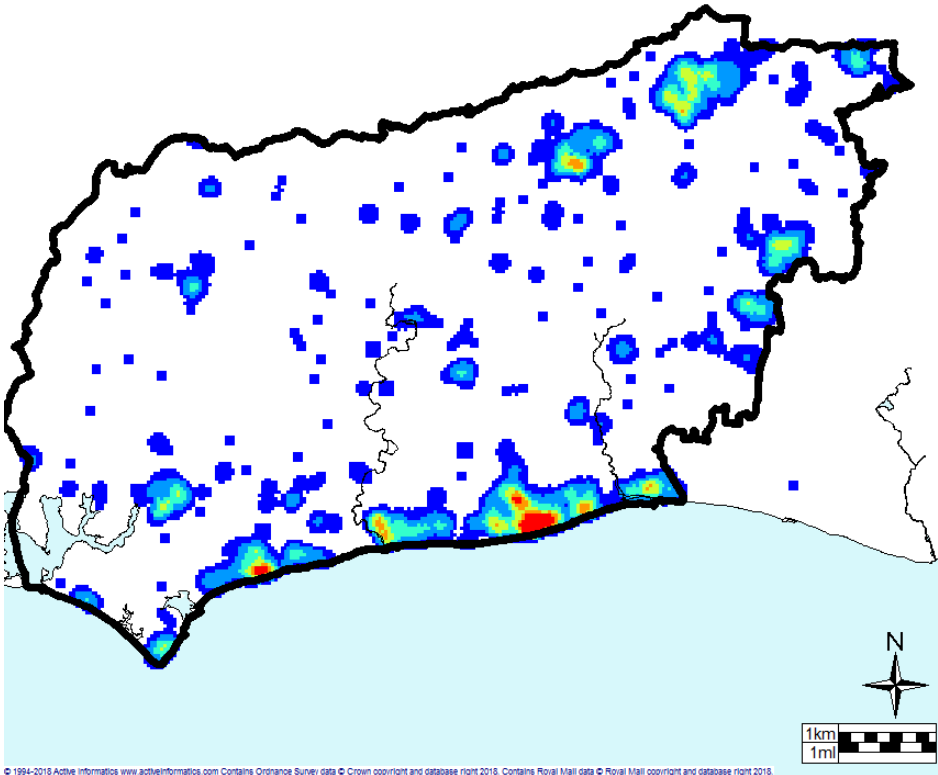 N
1km
1ml
© 1994-2018 Active Informatics www.activeinformatics.com Contains Ordnance Survey data © Crown copyright and database right 2018. Contains Royal Mail data © Royal Mail copyright and database right 2018.